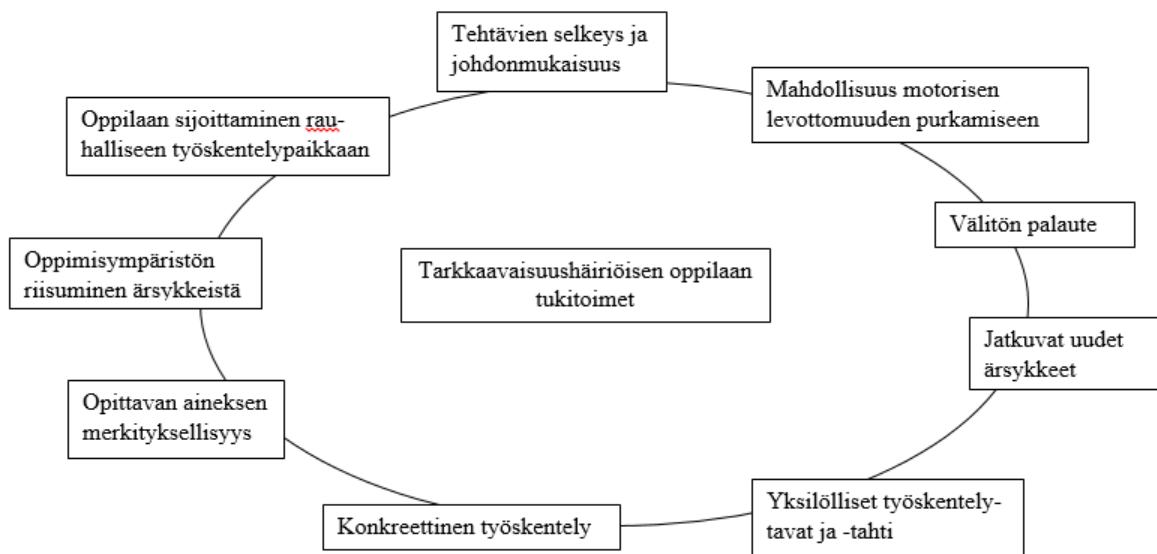 Tehtävien selkeys ja
johdonmukaisuus
Mahdollisuus motorisen
levottomuuden purkamiseen
Oppilaan sijoittaminen rau-
halliseen työskentelypaikkaan
Välitön palaute
Oppimisympäristön
riisuminen ärsykkeistä
Tarkkaavaisuushäiriöisen oppilaan
tukitoimet
Jatkuvat uudet
ärsykkeet
Opittavan aineksen
merkityksellisyys
Yksilölliset työskentely-
tavat ja -tahti
Konkreettinen työskentely